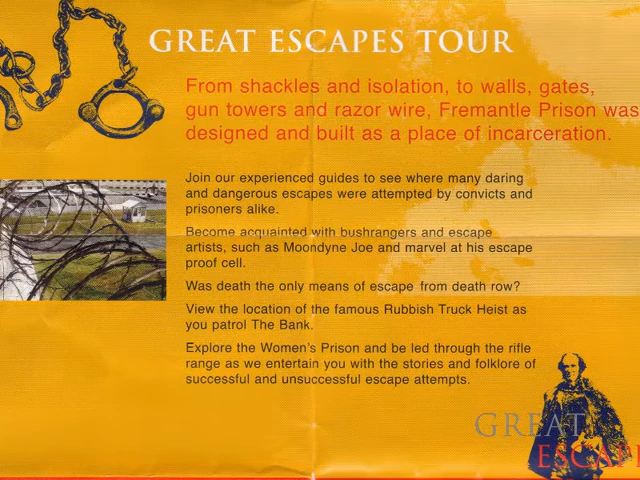 GREAT ESCAPES TOUR
From shackles and isolation, to walls, gates,
gun towers and razor wire, Fremantle Prison was
designed and built as a place of incarceration.
Join our experienced guides to see where many daring
and dangerous escapes were attempted by convicts and
prisoners alike.
Become acquainted with bushrangers and escape
artists, such as Moondyne Joe and marvel at his escape
proof cell.
Was death the only means of escape from death row?
View the location of the famous Rubbish Truck Heist as
you patrol The Bank.
Explore the Women's Prison and be led through the rifle
range as we entertain you with the stories and folklore of
successful and unsuccessful escape attempts.
GREAT
ESCAPE